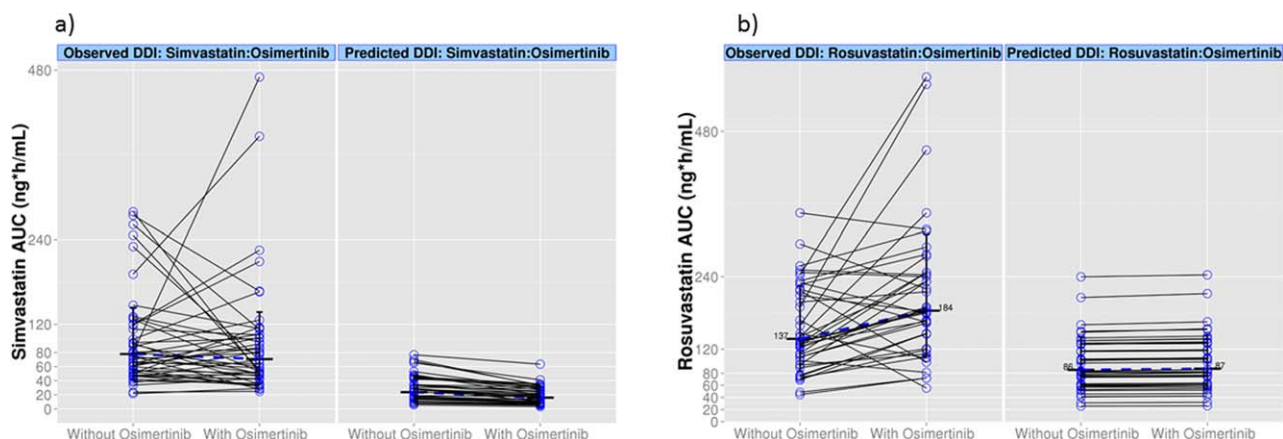 a)
Observed DDI: Simvastatin:Osimertinib
Predicted DDI: Simvastatin:Osimertinib
Simvastatin AUC (ng*h/mL)
480
240
120
80
60
40
20
0
Without Osimertinib
With Osimertinib
Without Osimertinib
With Osimertinib
b)
Observed DDI: Rosuvastatin:Osimertinib
Predicted DDI: Rosuvastatin:Osimertinib
Rosuvastatin AUC (ng*h/mL)
480
240
120
80
60
40
20
0
137
184
86
87
Without Osimertinib
With Osimertinib
Without Osimertinib
With Osimertinib